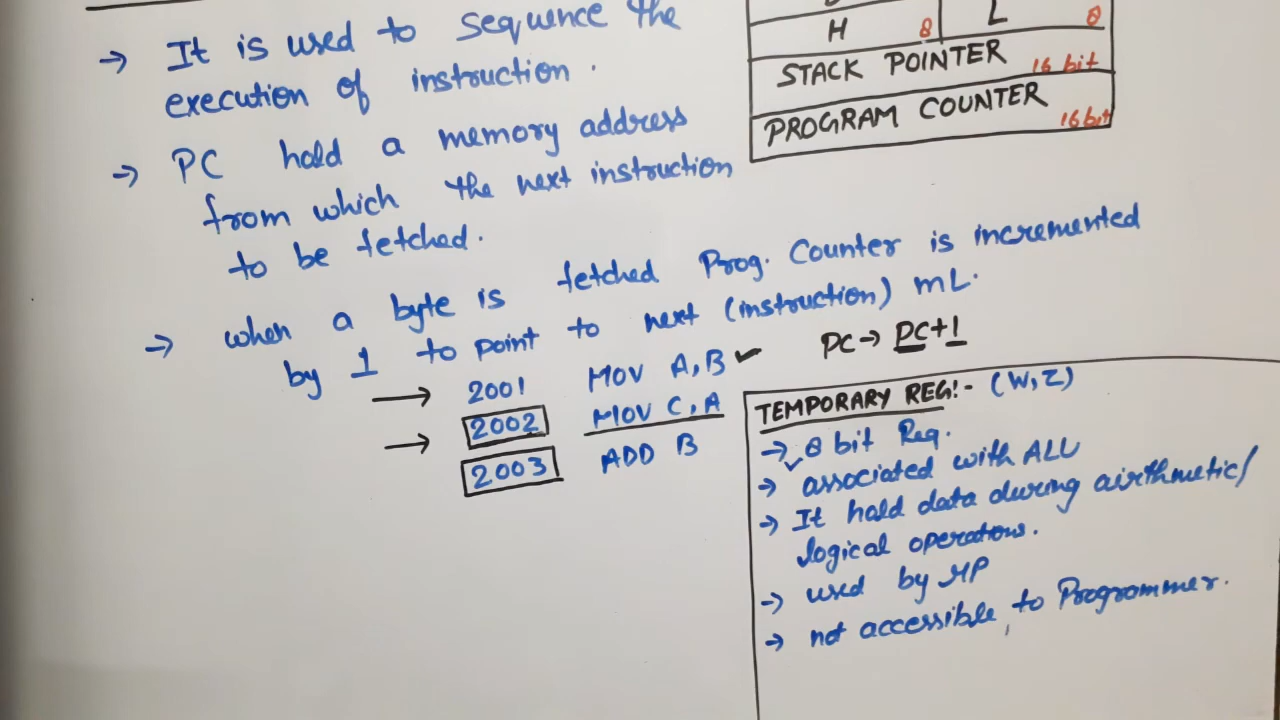 → It is used to sequence the
execution of instruction.
→ PC hold a memory address
from which the next instruction
to be fetched.
→ when a byte is fetched Prog. Counter is incremented
by 1 to point to next (instruction) mL.
PC → PC+1
→ 2001 MOV A,B ✓
→ 2002 MOV C,A
2003 ADD B
H 8 L 8
STACK POINTER 16 bit
PROGRAM COUNTER 16 bit
TEMPORARY REG!- (W,Z)
→ 8 bit Reg.
→ associated with ALU
→ It hold data during airthmetic/
logical operations.
→ used by MP
→ not accessible to Programmer.